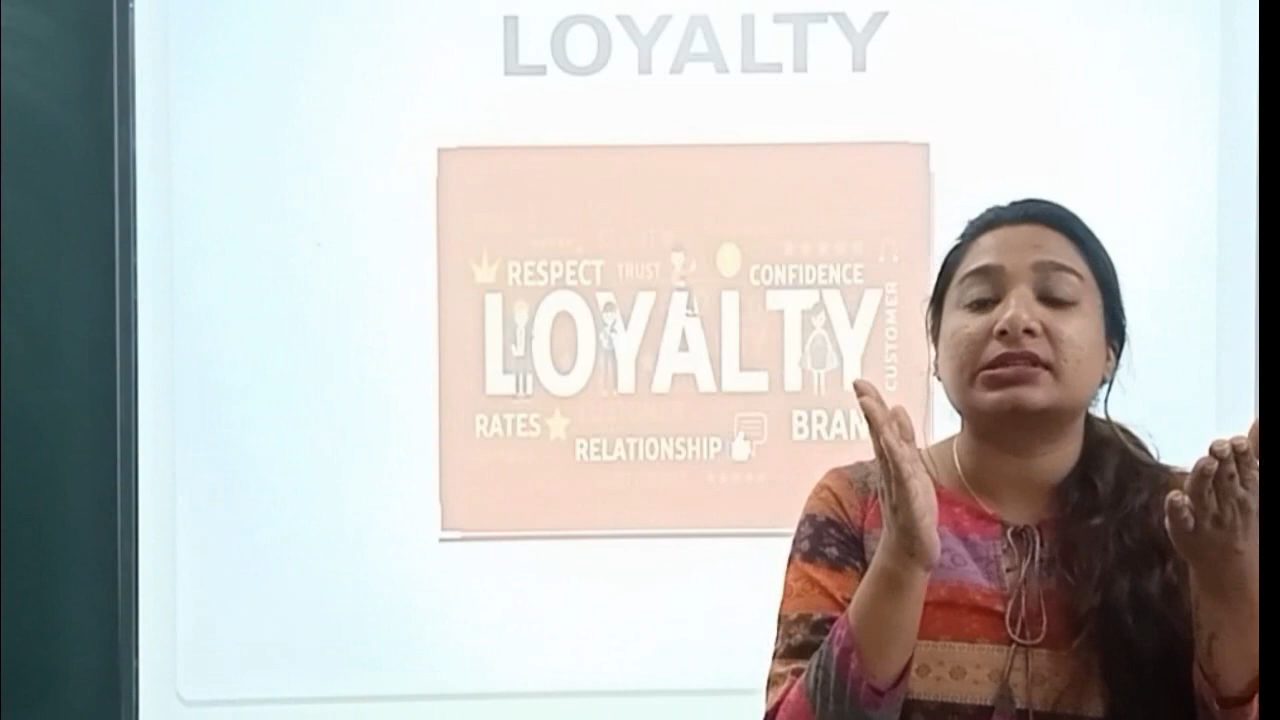 LOYALTY
RESPECT TRUST CONFIDENCE
LOYALTY
CUSTOMER
RATES
BRAN
RELATIONSHIP